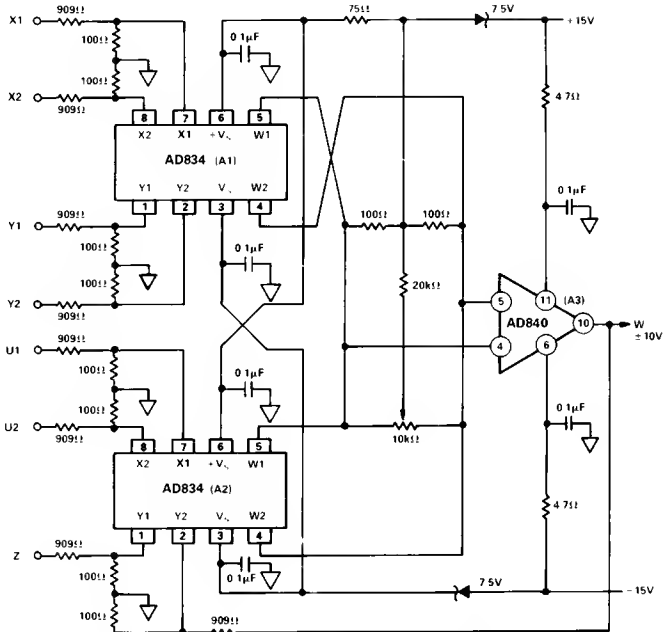 X1 909Ω
100Ω
100Ω
X2 909Ω
0 1µF
75Ω
7 5V
+15V
4 7Ω
8 7 6 5
X2 X1 +Vs W1
AD834 (A1)
Y1 Y2 Vs W2
1 2 3 4
0 1µF
Y1 909Ω
100Ω
100Ω
Y2 909Ω
0 1µF
100Ω 100Ω
20kΩ
5 11 (A3)
AD840 10 W
±10V
4 6
U1 909Ω
100Ω
100Ω
U2 909Ω
0 1µF
10kΩ
0 1µF
8 7 6 5
X2 X1 +Vs W1
AD834 (A2)
Y1 Y2 Vs W2
1 2 3 4
4 7Ω
Z 909Ω
100Ω
100Ω
0 1µF
7 5V
−15V
909Ω